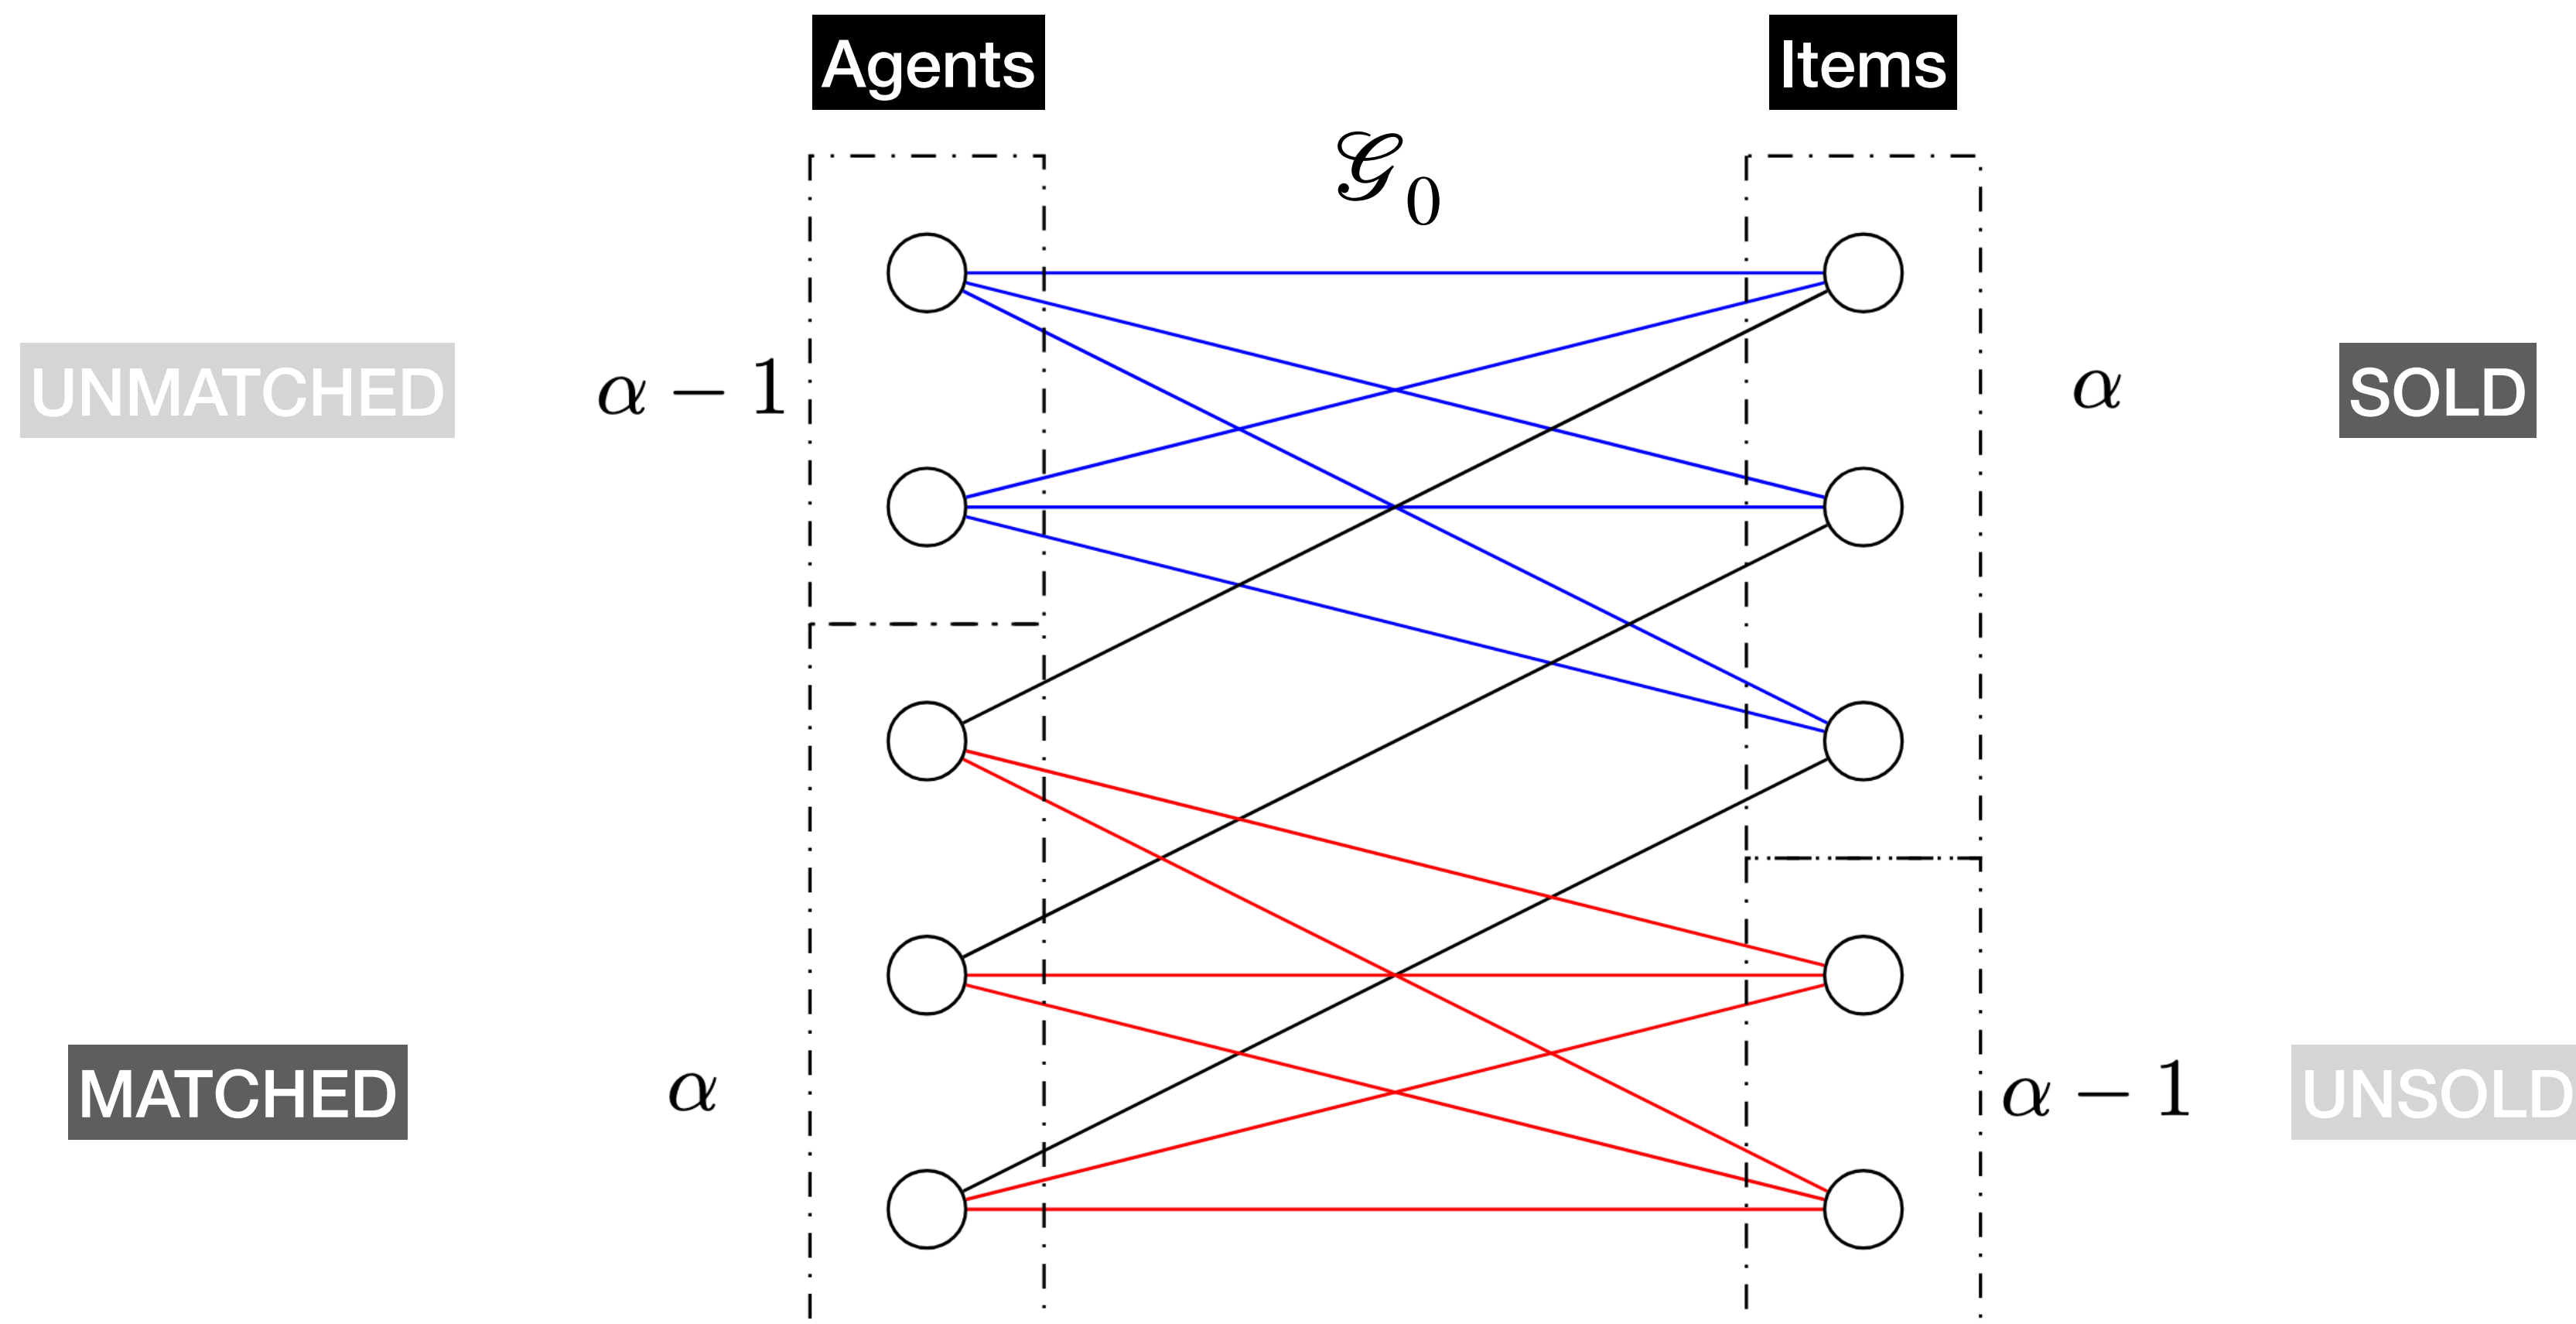 Agents
Items
𝒢₀
UNMATCHED
α − 1
α
SOLD
MATCHED
α
α − 1
UNSOLD